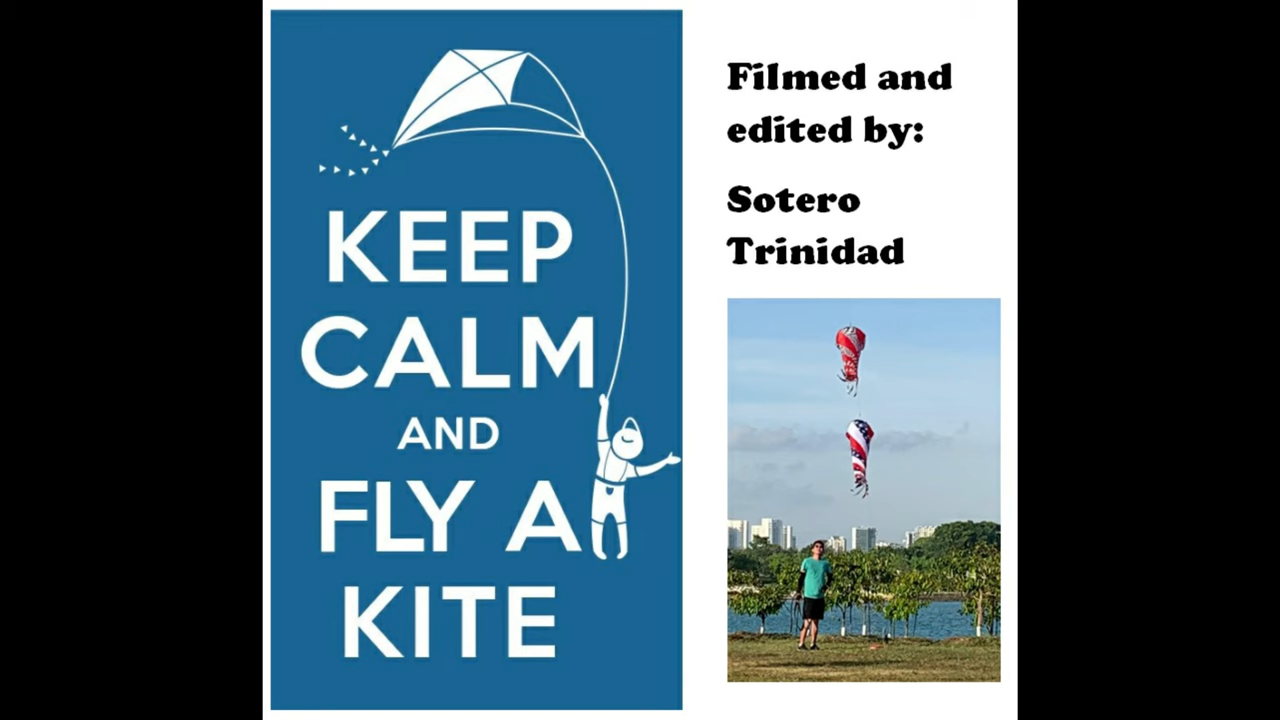 KEEP
CALM
AND
FLY A
KITE
Filmed and
edited by:
Sotero
Trinidad